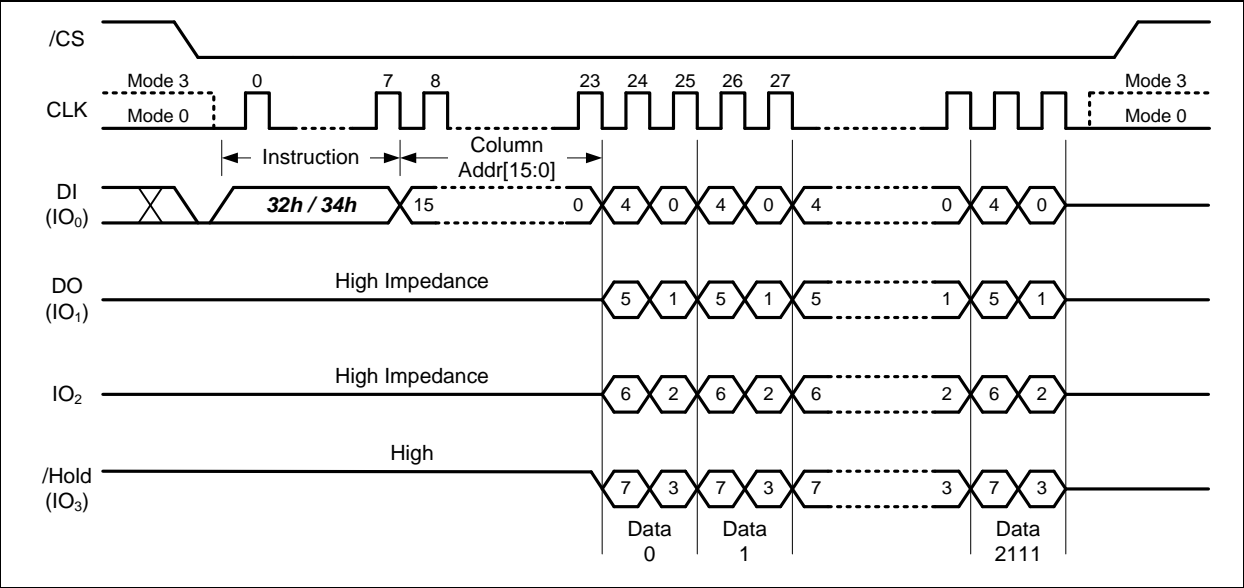 /CS
Mode 3 0 7 8 23 24 25 26 27 Mode 3
CLK
Mode 0 Mode 0
Instruction Column
Addr[15:0]
DI
(IO0)
32h / 34h 15 0 4 0 4 0 4 0 4 0
High Impedance
DO
(IO1)
5 1 5 1 5 1 5 1
High Impedance
IO2 6 2 6 2 6 2 6 2
High
/Hold
(IO3)
7 3 7 3 7 3 7 3
Data Data Data
0 1 2111